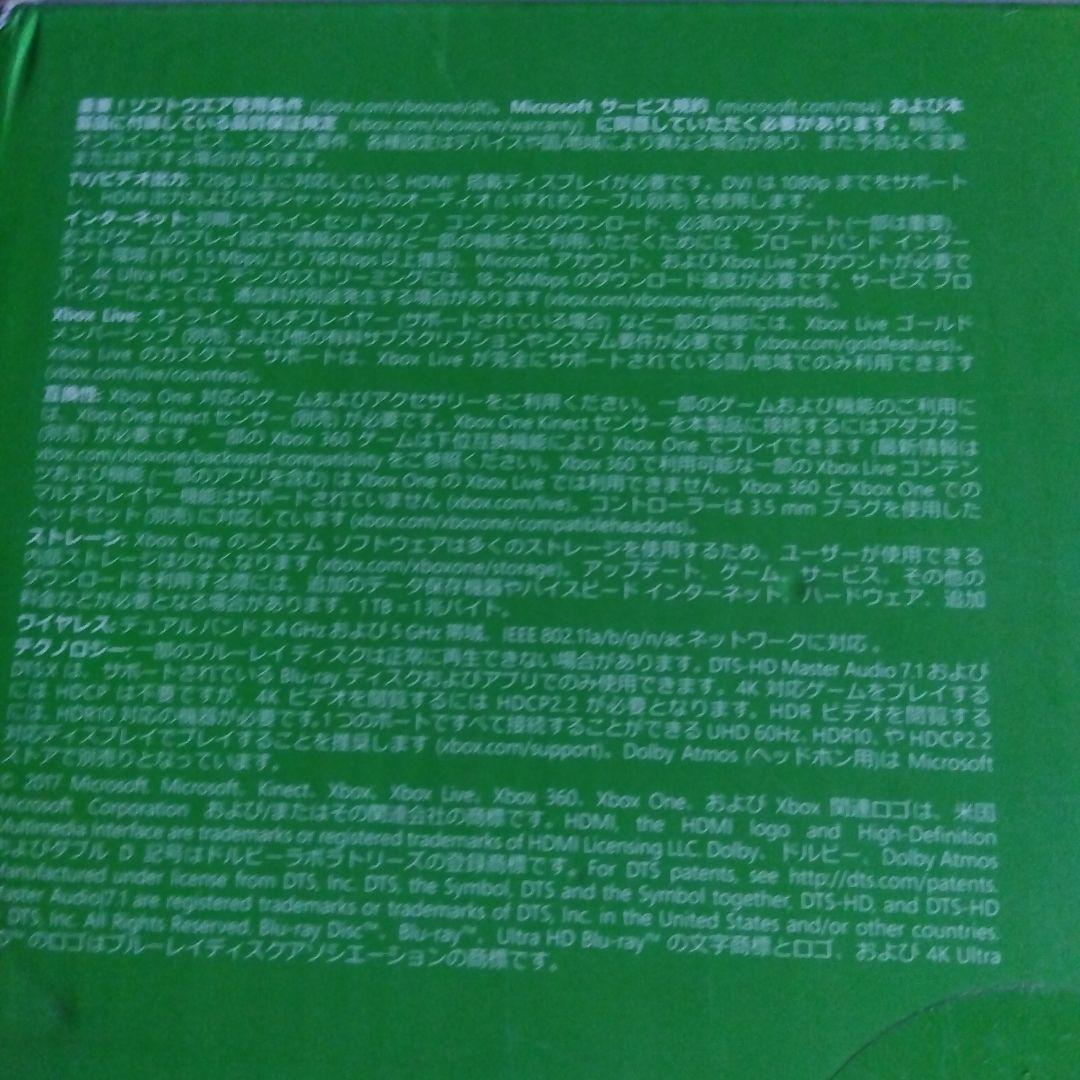 重要！ソフトウエア使用条件 (xbox.com/xboxone/slt)、Microsoft サービス規約 (microsoft.com/msa) および本
製品に付属している品質保証規定 (xbox.com/xboxone/warranty) に同意していただく必要があります。機能、
オンラインサービス、システム要件、各種設定はデバイスや国/地域により異なる場合があり、また予告なく変更
または終了する場合があります。
TV/ビデオ出力: 720p 以上に対応している HDMI 搭載ディスプレイが必要です。DVI は 1080p までをサポート
し、HDMI 出力および光学ジャックからのオーディオ (いずれもケーブル別売) を使用します。
インターネット: 初期オンライン セットアップ、コンテンツのダウンロード、必須のアップデート (一部は重要)、
およびゲームのプレイ設定や情報の保存など一部の機能をご利用いただくためには、ブロードバンド インター
ネット環境 (下り 1.5 Mbps/上り 768 Kbps 以上推奨)、Microsoft アカウント、および Xbox Live アカウントが必要で
す。4K Ultra HD コンテンツのストリーミングには、18~24Mbps のダウンロード速度が必要です。サービス プロ
バイダーによっては、通信料が別途発生する場合があります (xbox.com/xboxone/gettingstarted)。
Xbox Live: オンライン マルチプレイヤー (サポートされている場合) など一部の機能には、Xbox Live ゴールド
メンバーシップ (別売) および他の有料サブスクリプションやシステム要件が必要です (xbox.com/goldfeatures)。
Xbox Live のカスタマー サポートは、Xbox Live が完全にサポートされている国/地域でのみ利用できます
(xbox.com/live/countries)。
互換性: Xbox One 対応のゲームおよびアクセサリーをご利用ください。一部のゲームおよび機能のご利用に
は、Xbox One Kinect センサー (別売) が必要です。Xbox One Kinect センサーを本製品に接続するにはアダプター
(別売) が必要です。一部の Xbox 360 ゲームは下位互換機能により Xbox One でプレイできます (最新情報は
xbox.com/xboxone/backward-compatibility をご参照ください)。Xbox 360 で利用可能な一部の Xbox Live コンテン
ツおよび機能 (一部のアプリを含む) は Xbox One の Xbox Live では利用できません。Xbox 360 と Xbox One での
マルチプレイヤー機能はサポートされていません (xbox.com/live)。コントローラーは 3.5 mm プラグを使用した
ヘッドセット (別売) に対応しています (xbox.com/xboxone/compatibleheadsets)。
ストレージ: Xbox One のシステム ソフトウェアは多くのストレージを使用するため、ユーザーが使用できる
内部ストレージは少なくなります (xbox.com/xboxone/storage)。アップデート、ゲーム、サービス、その他の
ダウンロードを利用する際には、追加のデータ保存機器やハイスピード インターネット、ハードウェア、追加
料金などが必要となる場合があります。1TB = 1 兆バイト。
ワイヤレス: デュアル バンド 2.4 GHz および 5 GHz 帯域、IEEE 802.11a/b/g/n/ac ネットワークに対応。
テクノロジー: 一部のブルーレイ ディスクは正常に再生できない場合があります。DTS-HD Master Audio 7.1 および
DTS:X は、サポートされている Blu-ray ディスクおよびアプリでのみ使用できます。4K 対応ゲームをプレイする
には HDCP は不要ですが、4K ビデオを閲覧するには HDCP2.2 が必要となります。HDR ビデオを閲覧する
には、HDR10 対応の機器が必要です。1 つのポートですべて接続することができる UHD 60Hz、HDR10、や HDCP2.2
対応ディスプレイでプレイすることを推奨します (xbox.com/support)。Dolby Atmos (ヘッドホン用)は Microsoft
ストアで別売りとなっています。
© 2017 Microsoft. Microsoft、Kinect、Xbox、Xbox Live、Xbox 360、Xbox One、および Xbox 関連ロゴは、米国
Microsoft Corporation および/またはその関連会社の商標です。HDMI, the HDMI logo and High-Definition
ultimedia Interface are trademarks or registered trademarks of HDMI Licensing LLC. Dolby、ドルビー、Dolby Atmos
よびダブル D 記号はドルビーラボラトリーズの登録商標です。For DTS patents, see http://dts.com/patents.
anufactured under license from DTS, Inc. DTS, the Symbol, DTS and the Symbol together, DTS-HD, and DTS-HD
aster Audio|7.1 are registered trademarks or trademarks of DTS, Inc. in the United States and/or other countries.
DTS, Inc. All Rights Reserved. Blu-ray Disc™、Blu-ray™、Ultra HD Blu-ray™ の文字商標とロゴ、および 4K Ultra
™ のロゴはブルーレイディスクアソシエーションの商標です。